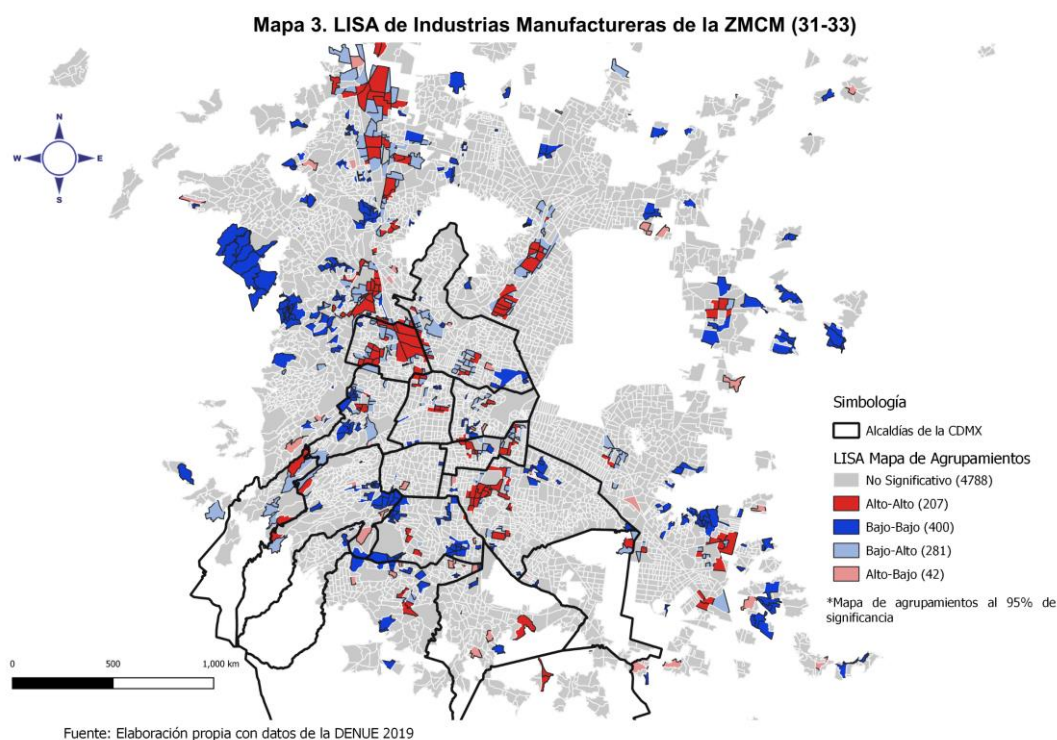 Mapa 3. LISA de Industrias Manufactureras de la ZMCM (31-33)
N
W E
S
Simbología
Alcaldías de la CDMX
LISA Mapa de Agrupamientos
No Significativo (4788)
Alto-Alto (207)
Bajo-Bajo (400)
Bajo-Alto (281)
Alto-Bajo (42)
*Mapa de agrupamientos al 95% de
significancia
0 500 1,000 km
Fuente: Elaboración propia con datos de la DENUE 2019